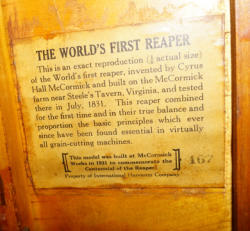 THE WORLD'S FIRST REAPER
This is an exact reproduction (¼ actual size)
of the World's first reaper, invented by Cyrus
Hall McCormick and built on the McCormick
farm near Steele's Tavern, Virginia, and tested
there in July, 1831. This reaper combined
for the first time and in their true balance and
proportion the basic principles which ever
since have been found essential in virtually
all grain-cutting machines.
[This model was built at McCormick
Works in 1931 to commemorate the
Centennial of the Reaper] 467
Property of International Harvester Company